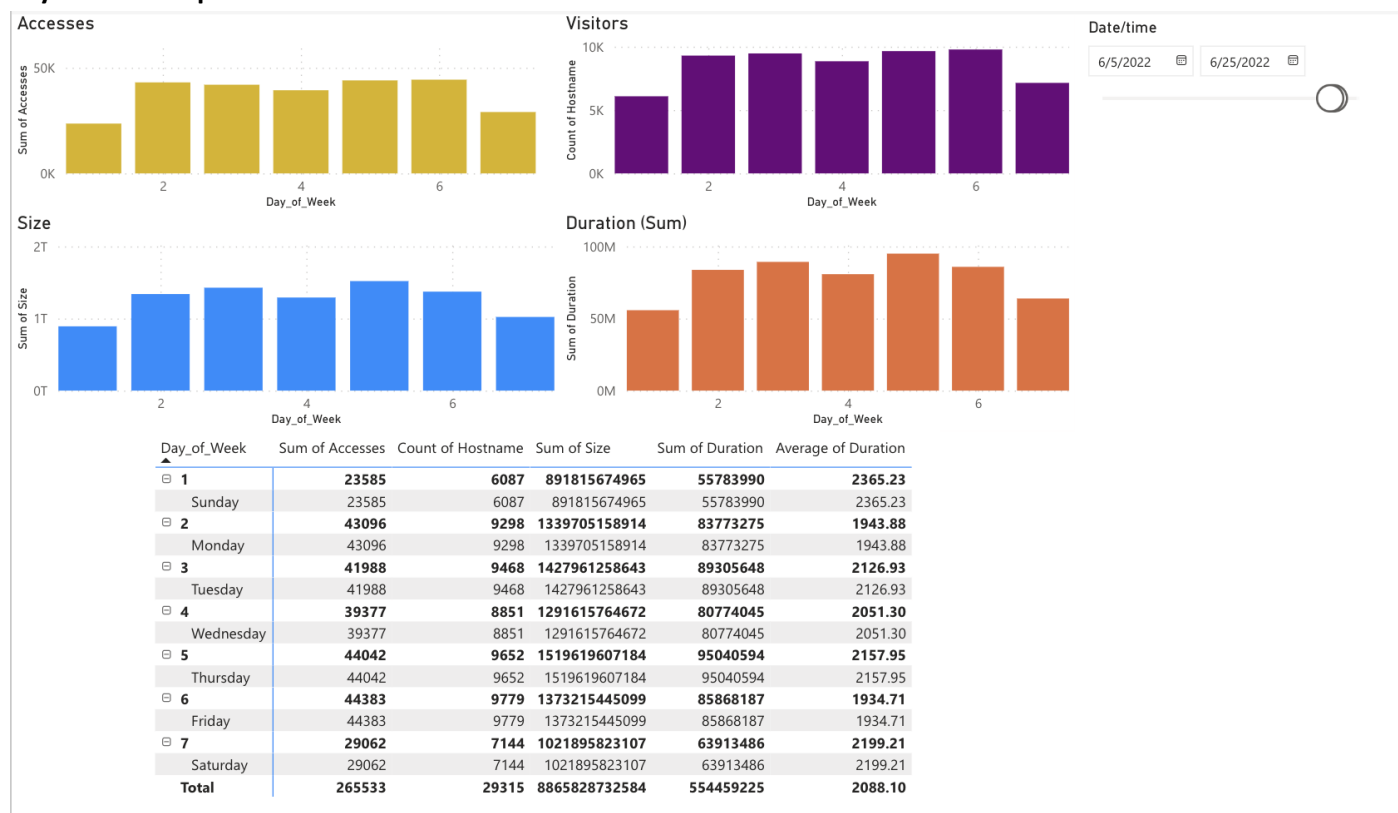 Accesses
50K
0K
Sum of Accesses
2 4 6
Day_of_Week
Visitors
10K
5K
0K
Count of Hostname
2 4 6
Day_of_Week
Date/time
6/5/2022 6/25/2022
Size
2T
1T
0T
Sum of Size
2 4 6
Day_of_Week
Duration (Sum)
100M
50M
0M
Sum of Duration
2 4 6
Day_of_Week
Day_of_Week Sum of Accesses Count of Hostname Sum of Size Sum of Duration Average of Duration
1 23585 6087 891815674965 55783990 2365.23
Sunday 23585 6087 891815674965 55783990 2365.23
2 43096 9298 1339705158914 83773275 1943.88
Monday 43096 9298 1339705158914 83773275 1943.88
3 41988 9468 1427961258643 89305648 2126.93
Tuesday 41988 9468 1427961258643 89305648 2126.93
4 39377 8851 1291615764672 80774045 2051.30
Wednesday 39377 8851 1291615764672 80774045 2051.30
5 44042 9652 1519619607184 95040594 2157.95
Thursday 44042 9652 1519619607184 95040594 2157.95
6 44383 9779 1373215445099 85868187 1934.71
Friday 44383 9779 1373215445099 85868187 1934.71
7 29062 7144 1021895823107 63913486 2199.21
Saturday 29062 7144 1021895823107 63913486 2199.21
Total 265533 29315 8865828732584 554459225 2088.10